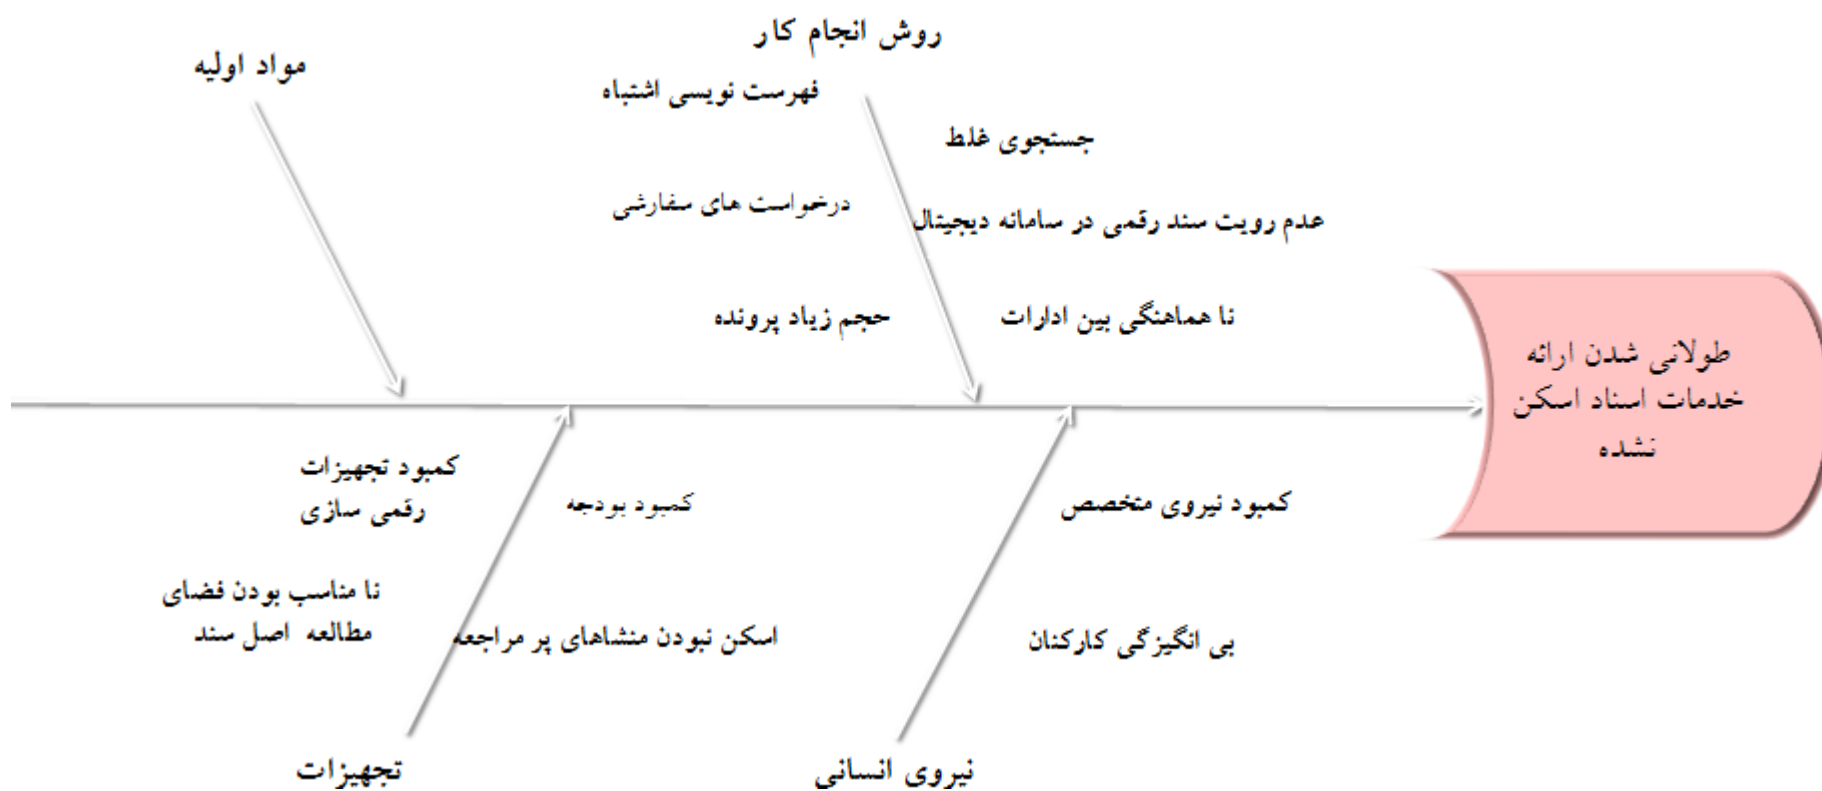 روش انجام کار
مواد اولیه
فهرست نویسی اشتباه
جستجوی غلط
درخواست های سفارشی
عدم رویت سند رقمی در سامانه دیجیتال
حجم زیاد پرونده
نا هماهنگی بین ادارات
طولانی شدن ارائه
خدمات اسناد اسکن
نشده
کمبود تجهیزات
رقمی سازی
کمبود بودجه
کمبود نیروی متخصص
نا مناسب بودن فضای
مطالعه اصل سند
اسکن نبودن منشاهای پر مراجعه
بی انگیزگی کارکنان
تجهیزات
نیروی انسانی